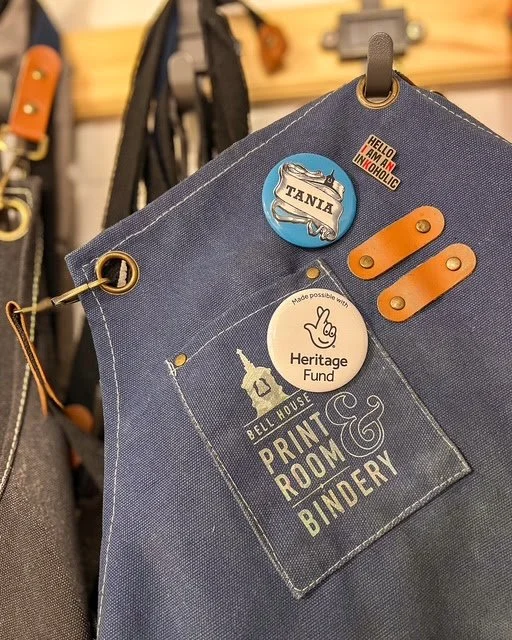 HELLO
I AM AN
INKOHOLIC
TANIA
Made possible with
Heritage
Fund
BELL HOUSE
PRINT
ROOM &
BINDERY